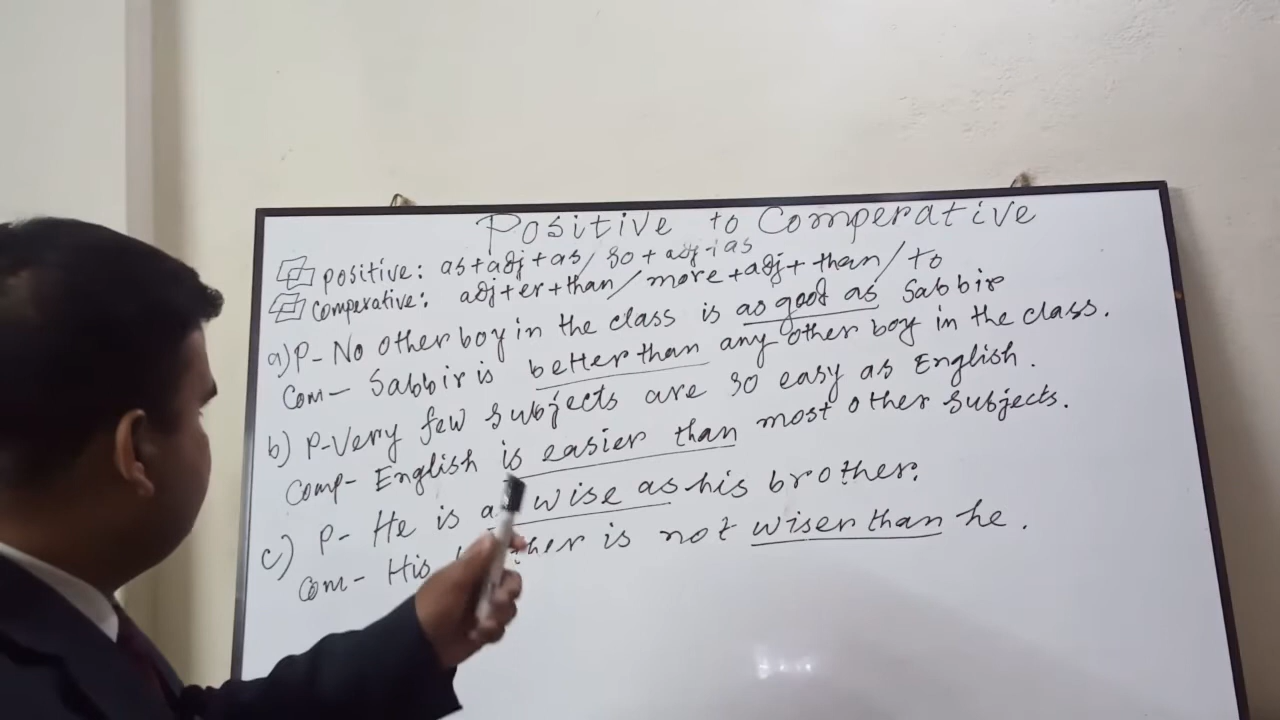 Positive to Comperative
positive: as+adj+as/ so + adj+as
Comperative: adj+er+than/ more+adj+than/to
a) P- No other boy in the class is as good as Sabbir
Com- Sabbir is better than any other boy in the class.
b) P- Very few subjects are so easy as English.
Comp- English is easier than most other subjects.
c) P- He is as wise as his brother.
Com- His is not wiser than he.